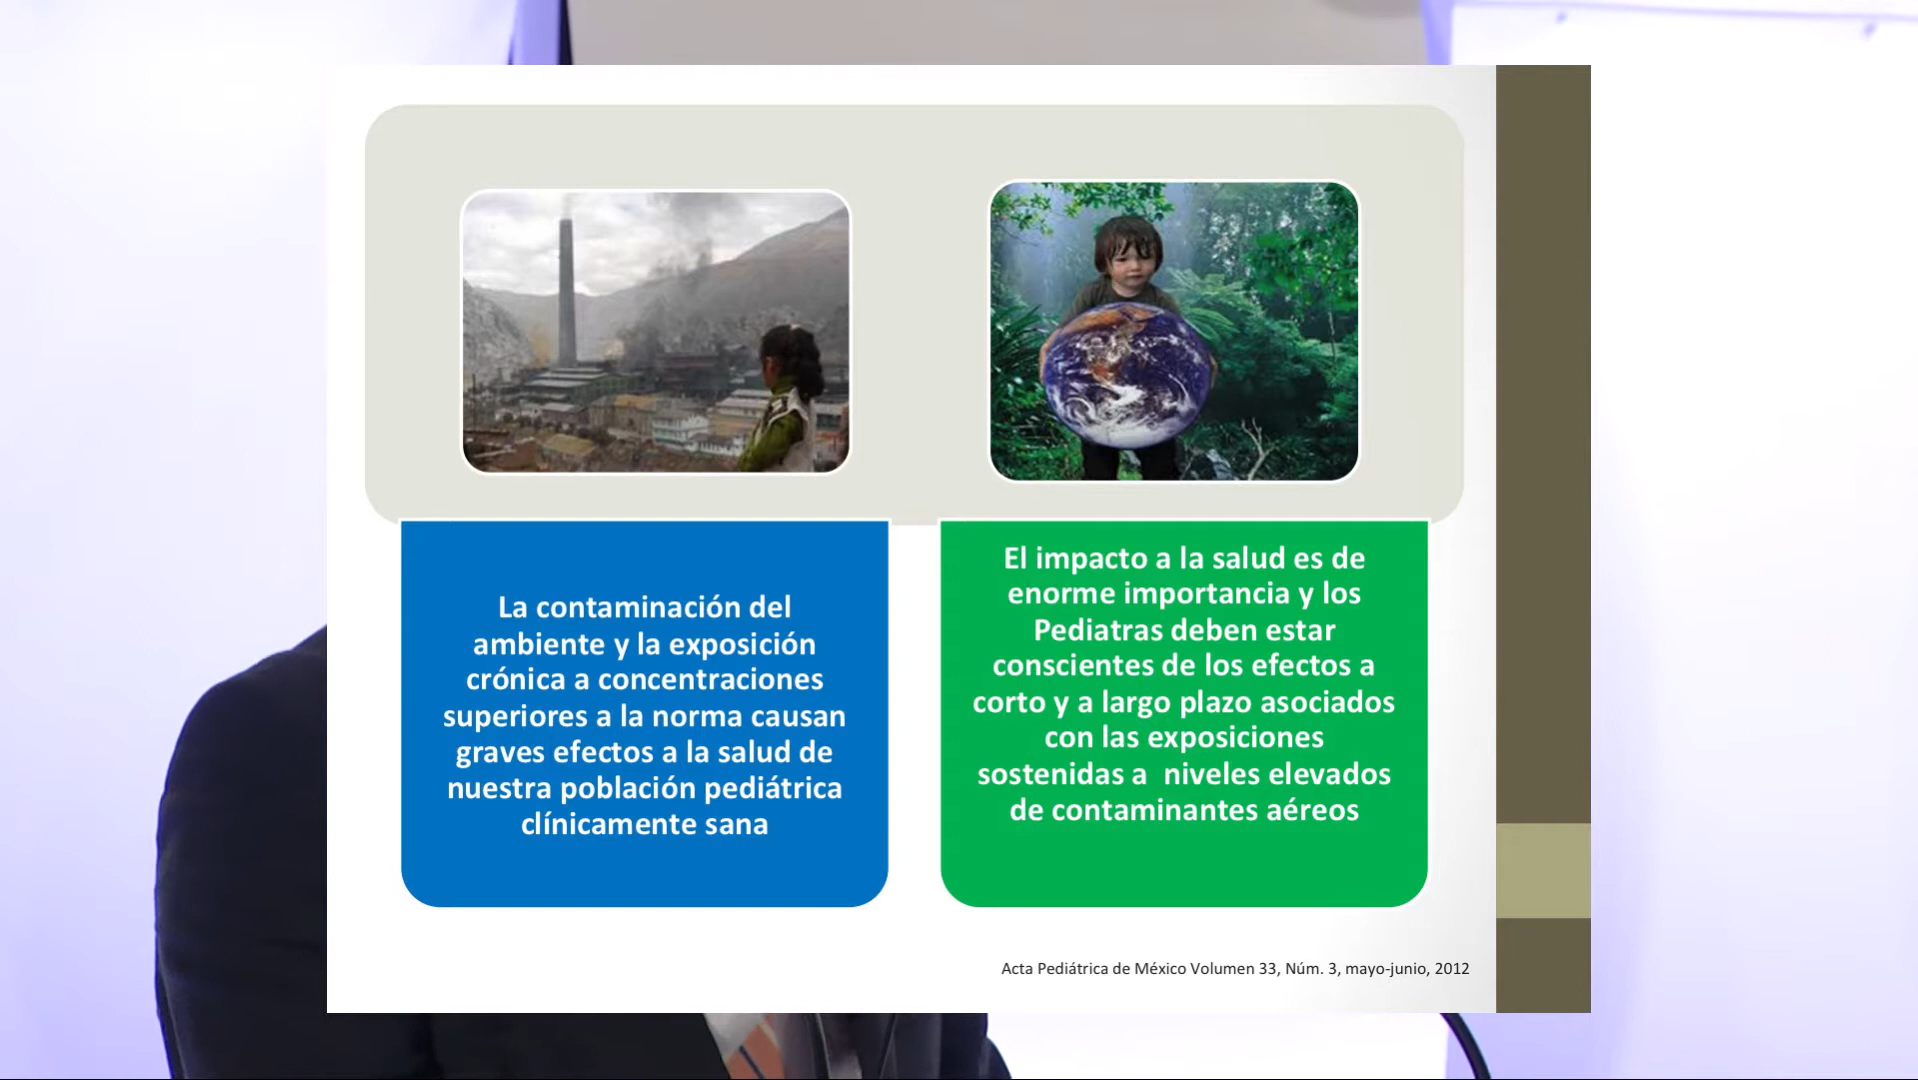 La contaminación del
ambiente y la exposición
crónica a concentraciones
superiores a la norma causan
graves efectos a la salud de
nuestra población pediátrica
clínicamente sana
El impacto a la salud es de
enorme importancia y los
Pediatras deben estar
conscientes de los efectos a
corto y a largo plazo asociados
con las exposiciones
sostenidas a  niveles elevados
de contaminantes aéreos
Acta Pediátrica de México Volumen 33, Núm. 3, mayo-junio, 2012